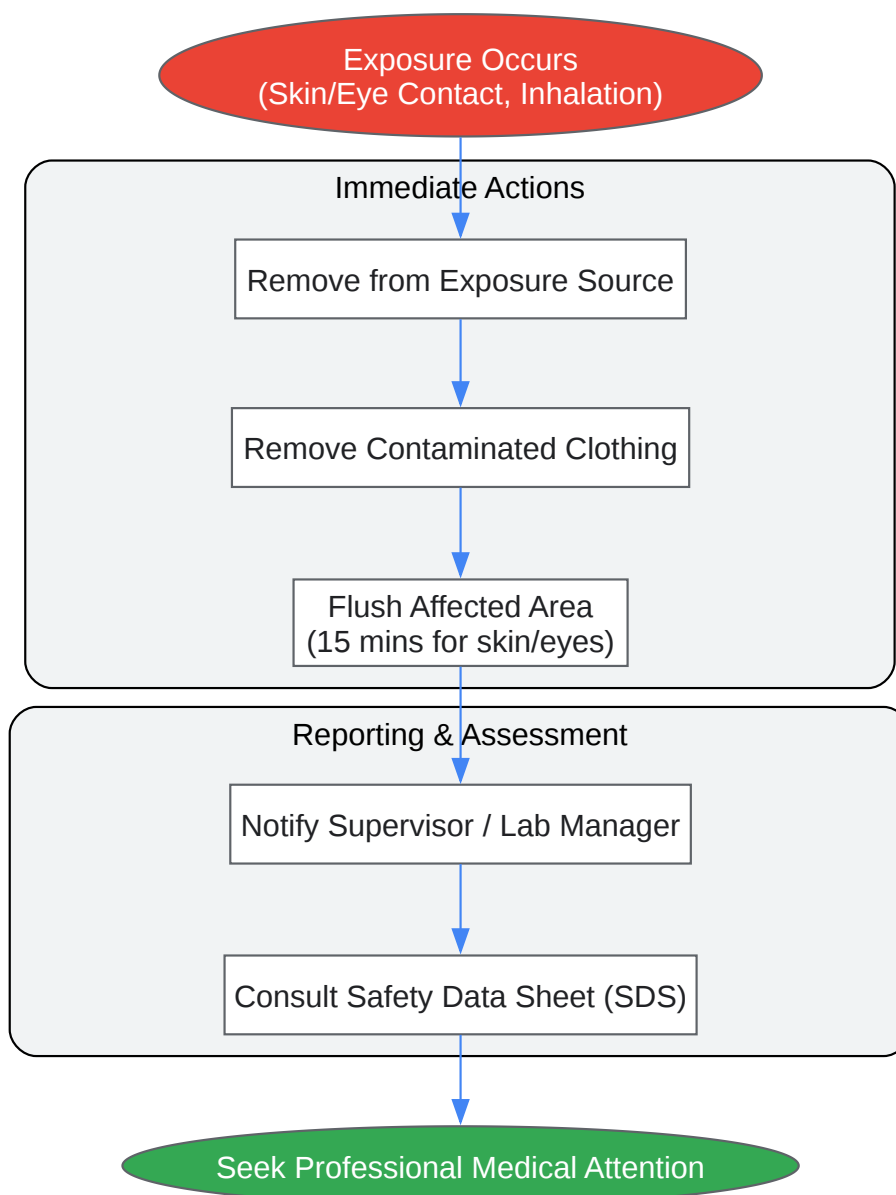 Exposure Occurs
(Skin/Eye Contact, Inhalation)
Immediate Actions
Remove from Exposure Source
Remove Contaminated Clothing
Flush Affected Area
(15 mins for skin/eyes)
Reporting & Assessment
Notify Supervisor / Lab Manager
Consult Safety Data Sheet (SDS)
Seek Professional Medical Attention